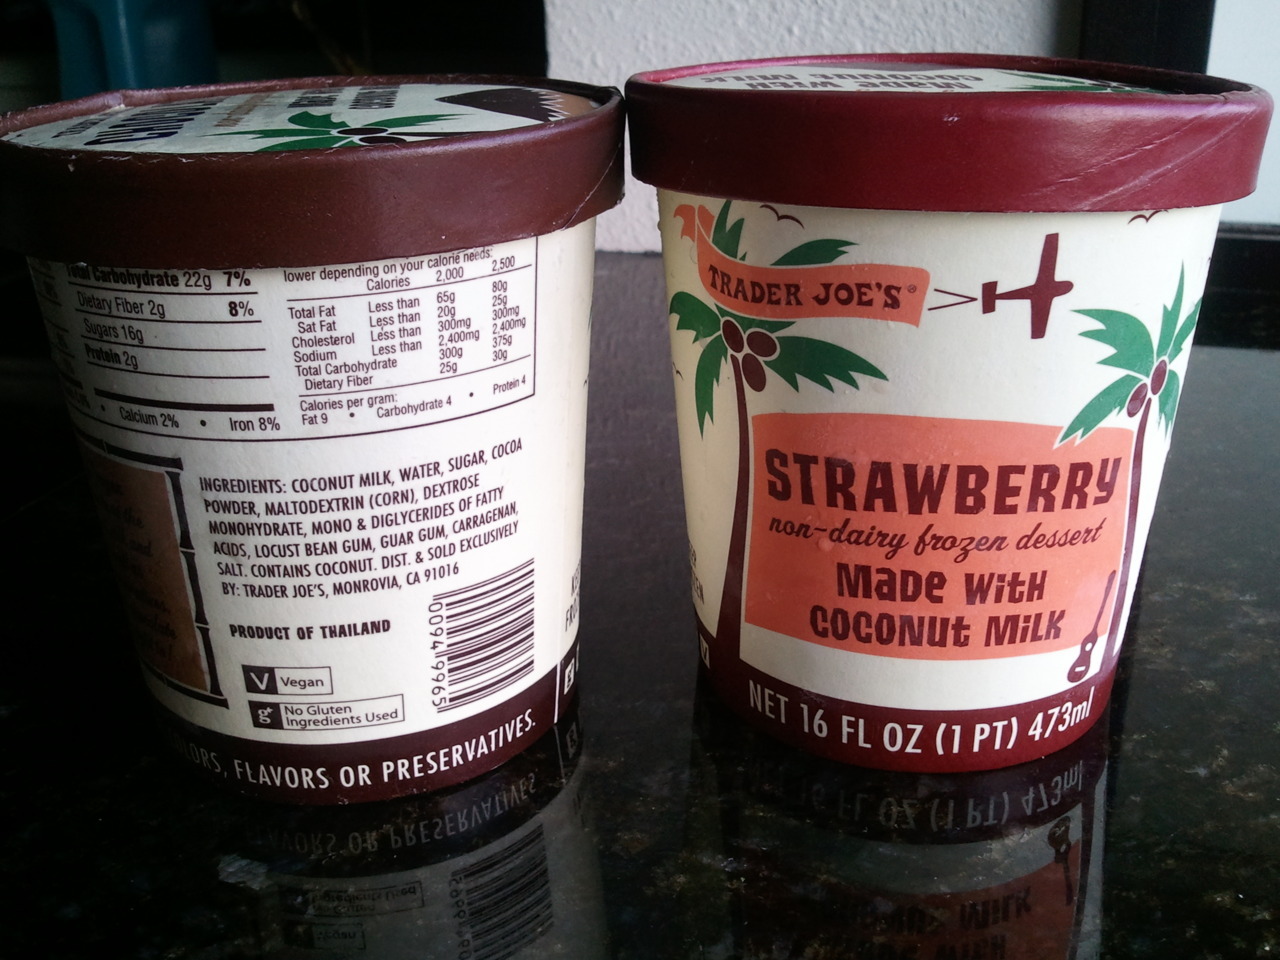 Total Carbohydrate 22g 7%
Dietary Fiber 2g 8%
Sugars 16g
Protein 2g
Calcium 2% • Iron 8%
lower depending on your calorie needs:
Calories 2,000 2,500
Total Fat Less than 65g 80g
Sat Fat Less than 20g 25g
Cholesterol Less than 300mg 300mg
Sodium Less than 2,400mg 2,400mg
Total Carbohydrate 300g 375g
Dietary Fiber 25g 30g
Calories per gram:
Fat 9 • Carbohydrate 4 • Protein 4
INGREDIENTS: COCONUT MILK, WATER, SUGAR, COCOA
POWDER, MALTODEXTRIN (CORN), DEXTROSE
MONOHYDRATE, MONO & DIGLYCERIDES OF FATTY
ACIDS, LOCUST BEAN GUM, GUAR GUM, CARRAGENAN,
SALT. CONTAINS COCONUT. DIST. & SOLD EXCLUSIVELY
BY: TRADER JOE'S, MONROVIA, CA 91016
PRODUCT OF THAILAND
V Vegan
g No Gluten
Ingredients Used
0094 9965
FLAVORS OR PRESERVATIVES.
MADE WITH
COCONUT MILK
TRADER JOE'S®
STRAWBERRY
non-dairy frozen dessert
MADE WITH
COCONUT MILK
NET 16 FL OZ (1 PT) 473ml